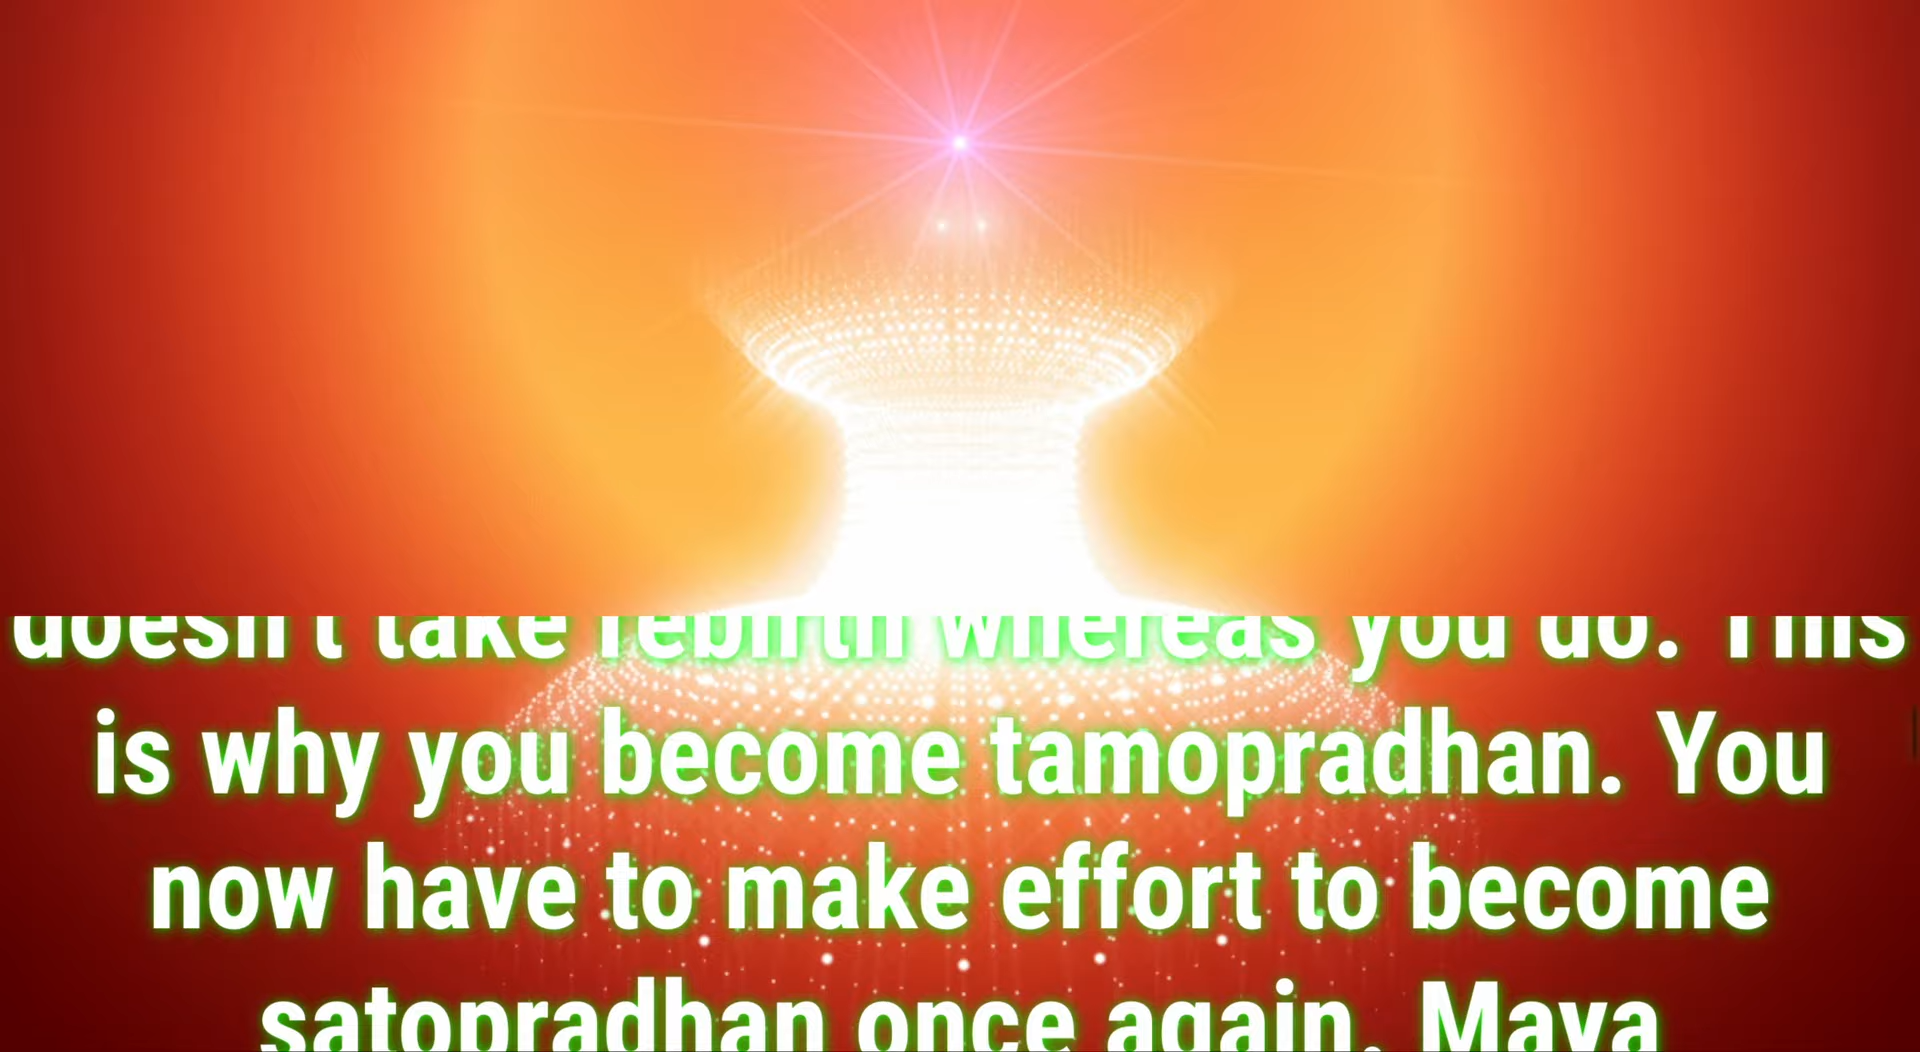 doesn't take rebirth whereas you do. This
is why you become tamopradhan. You
now have to make effort to become
satopradhan once again. Maya